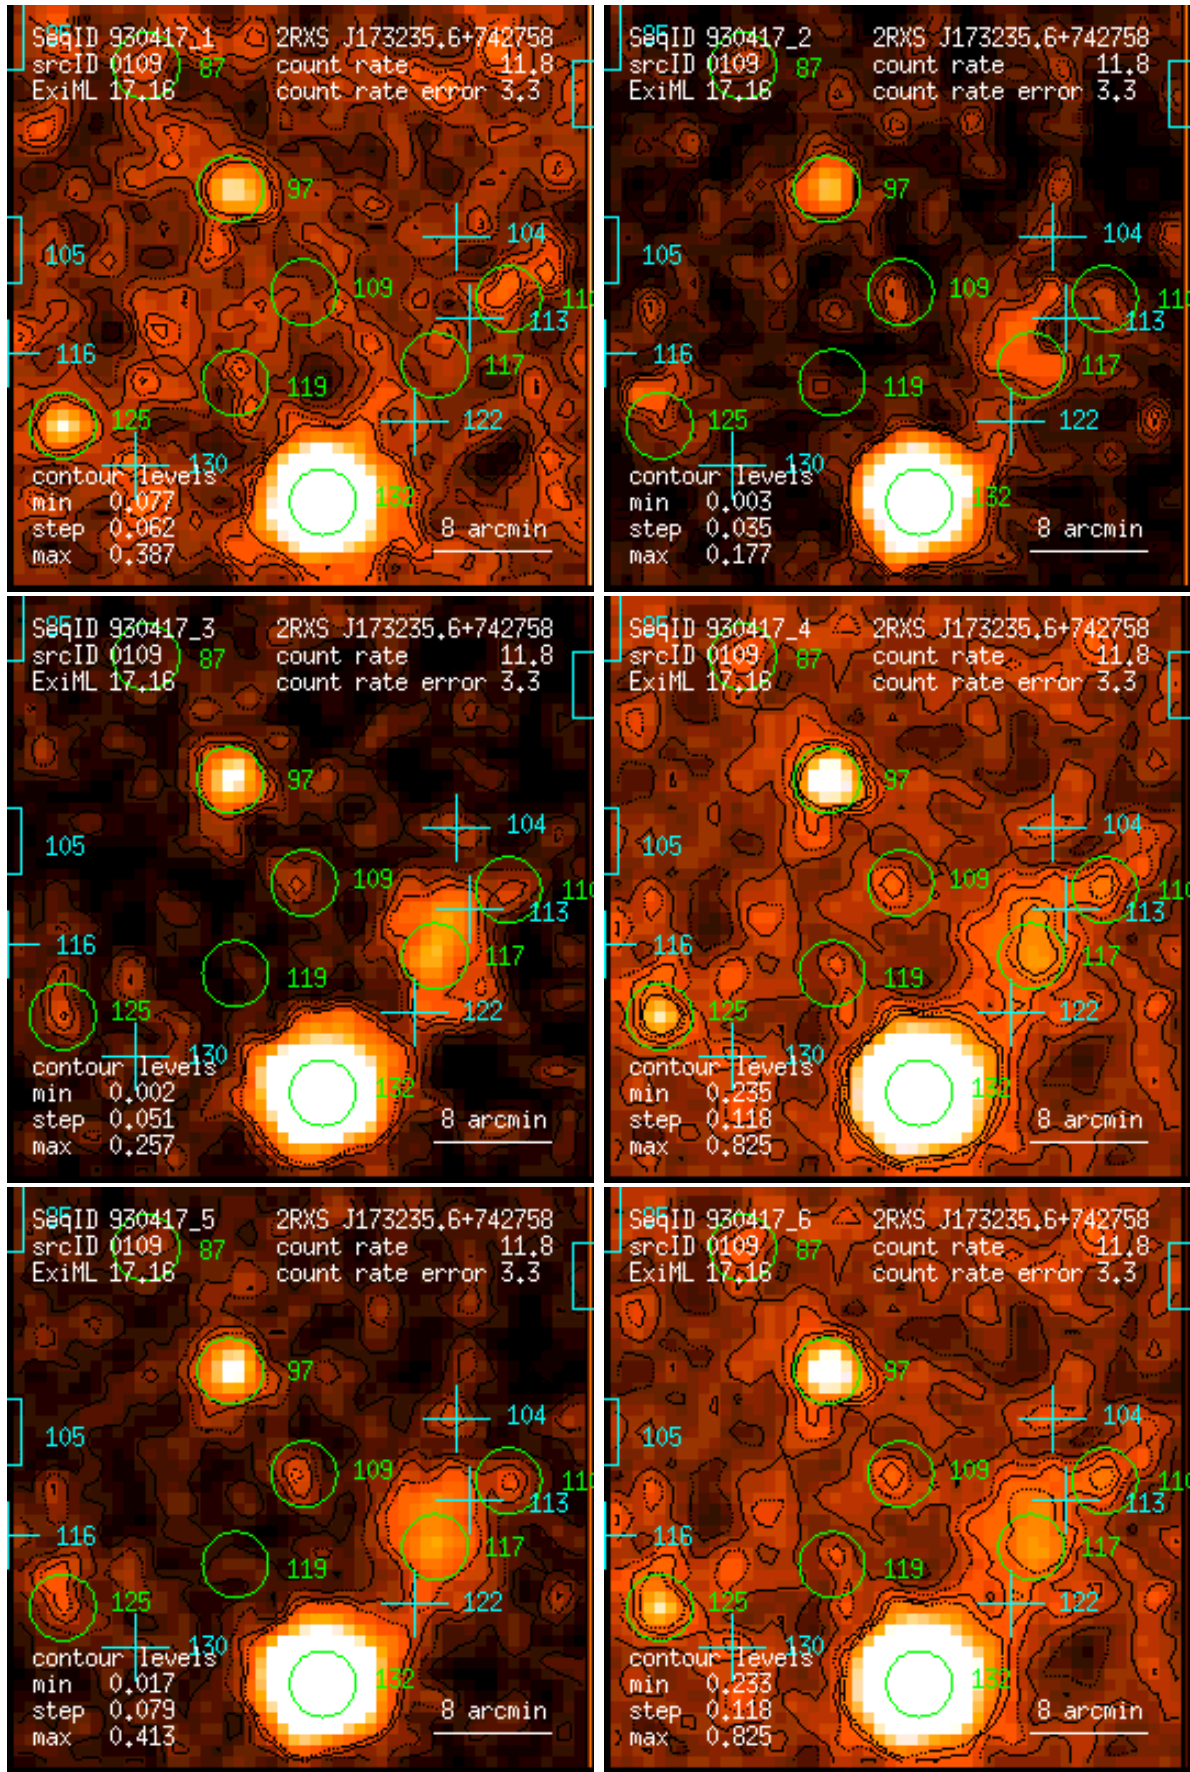 SeqID 930417_1 2RXS J173235.6+742758
srcID 0109 87 count rate 11.8
ExiML 17.16 count rate error 3.3
97
104
105
109
110
113
116
117
119
125
122
130
contour levels
132
min 0.077
step 0.062 8 arcmin
max 0.387
SeqID 930417_2 2RXS J173235.6+742758
srcID 0109 87 count rate 11.8
ExiML 17.16 count rate error 3.3
97
104
105
109
113
116
117
119
125
122
130
contour levels
132
min 0.003
step 0.035 8 arcmin
max 0.177
SeqID 930417_3 2RXS J173235.6+742758
srcID 0109 87 count rate 11.8
ExiML 17.16 count rate error 3.3
97
104
105
109
110
113
116
117
119
125
122
130
contour levels
132
min 0.002
step 0.051 8 arcmin
max 0.257
SeqID 930417_4 2RXS J173235.6+742758
srcID 0109 87 count rate 11.8
ExiML 17.16 count rate error 3.3
97
104
105
109
110
113
116
117
119
125
122
130
contour levels
132
min 0.235
step 0.118 8 arcmin
max 0.825
SeqID 930417_5 2RXS J173235.6+742758
srcID 0109 87 count rate 11.8
ExiML 17.16 count rate error 3.3
97
104
105
109
110
113
116
117
119
125
122
130
contour levels
132
min 0.017
step 0.079 8 arcmin
max 0.413
SeqID 930417_6 2RXS J173235.6+742758
srcID 0109 87 count rate 11.8
ExiML 17.16 count rate error 3.3
97
104
105
109
110
113
116
117
119
125
122
130
contour levels
132
min 0.233
step 0.118 8 arcmin
max 0.825